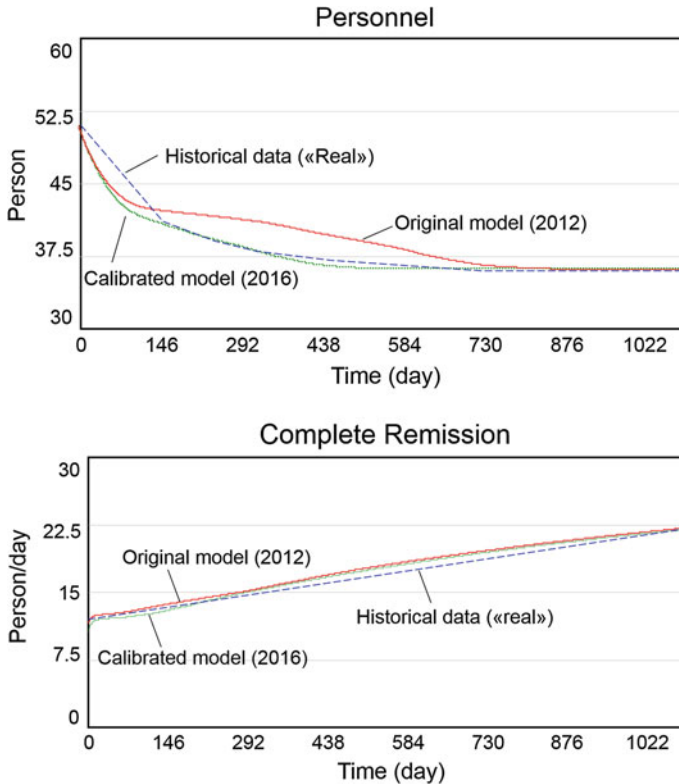 Personnel
60
52.5
45
37.5
30
Person
Historical data («Real»)
Original model (2012)
Calibrated model (2016)
0 146 292 438 584 730 876 1022
Time (day)
Complete Remission
30
22.5
15
7.5
0
Person/day
Original model (2012)
Historical data («real»)
Calibrated model (2016)
0 146 292 438 584 730 876 1022
Time (day)